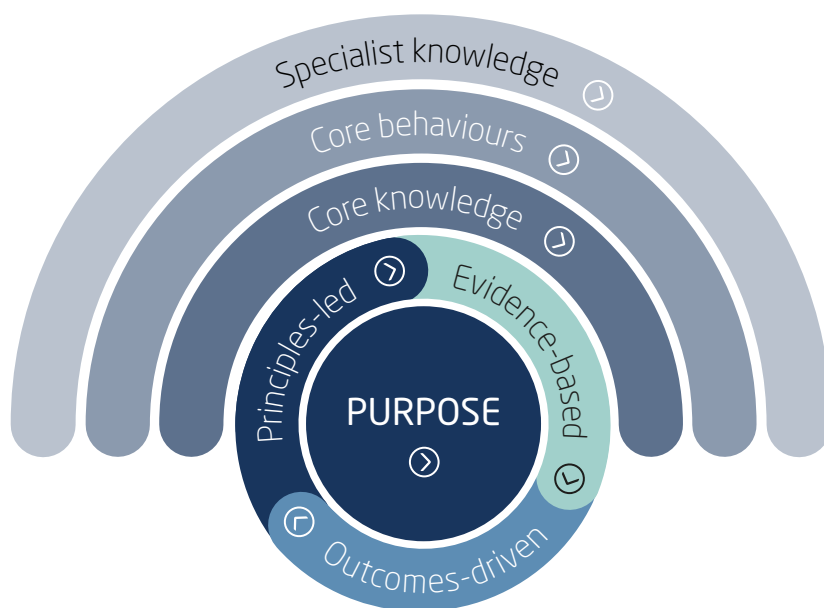 Specialist knowledge
Core behaviours
Core knowledge
Principles-led
Evidence-based
PURPOSE
Outcomes-driven